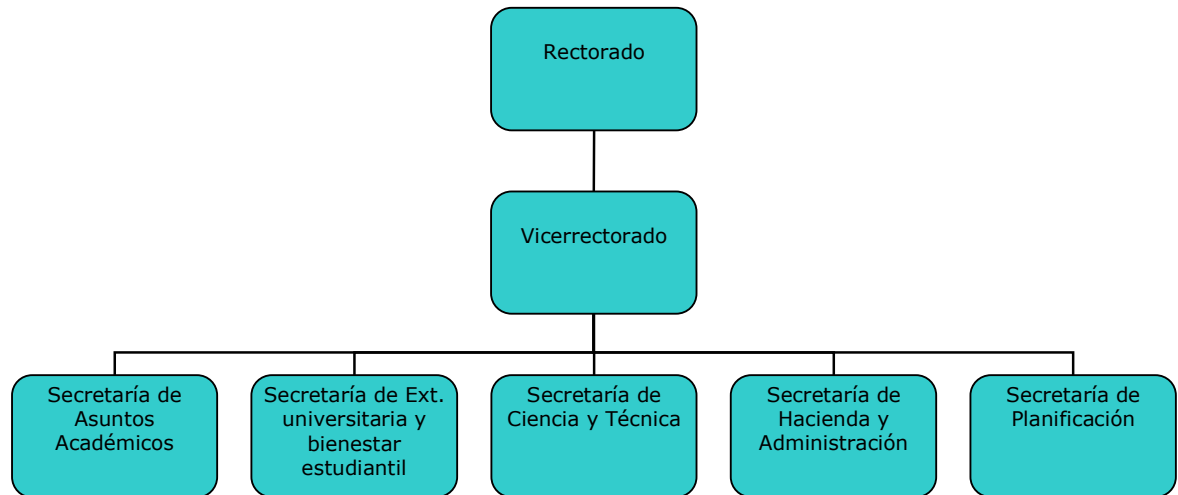 Rectorado
Vicerrectorado
Secretaría de
Asuntos
Académicos
Secretaría de Ext.
universitaria y
bienestar
estudiantil
Secretaría de
Ciencia y Técnica
Secretaría de
Hacienda y
Administración
Secretaría de
Planificación